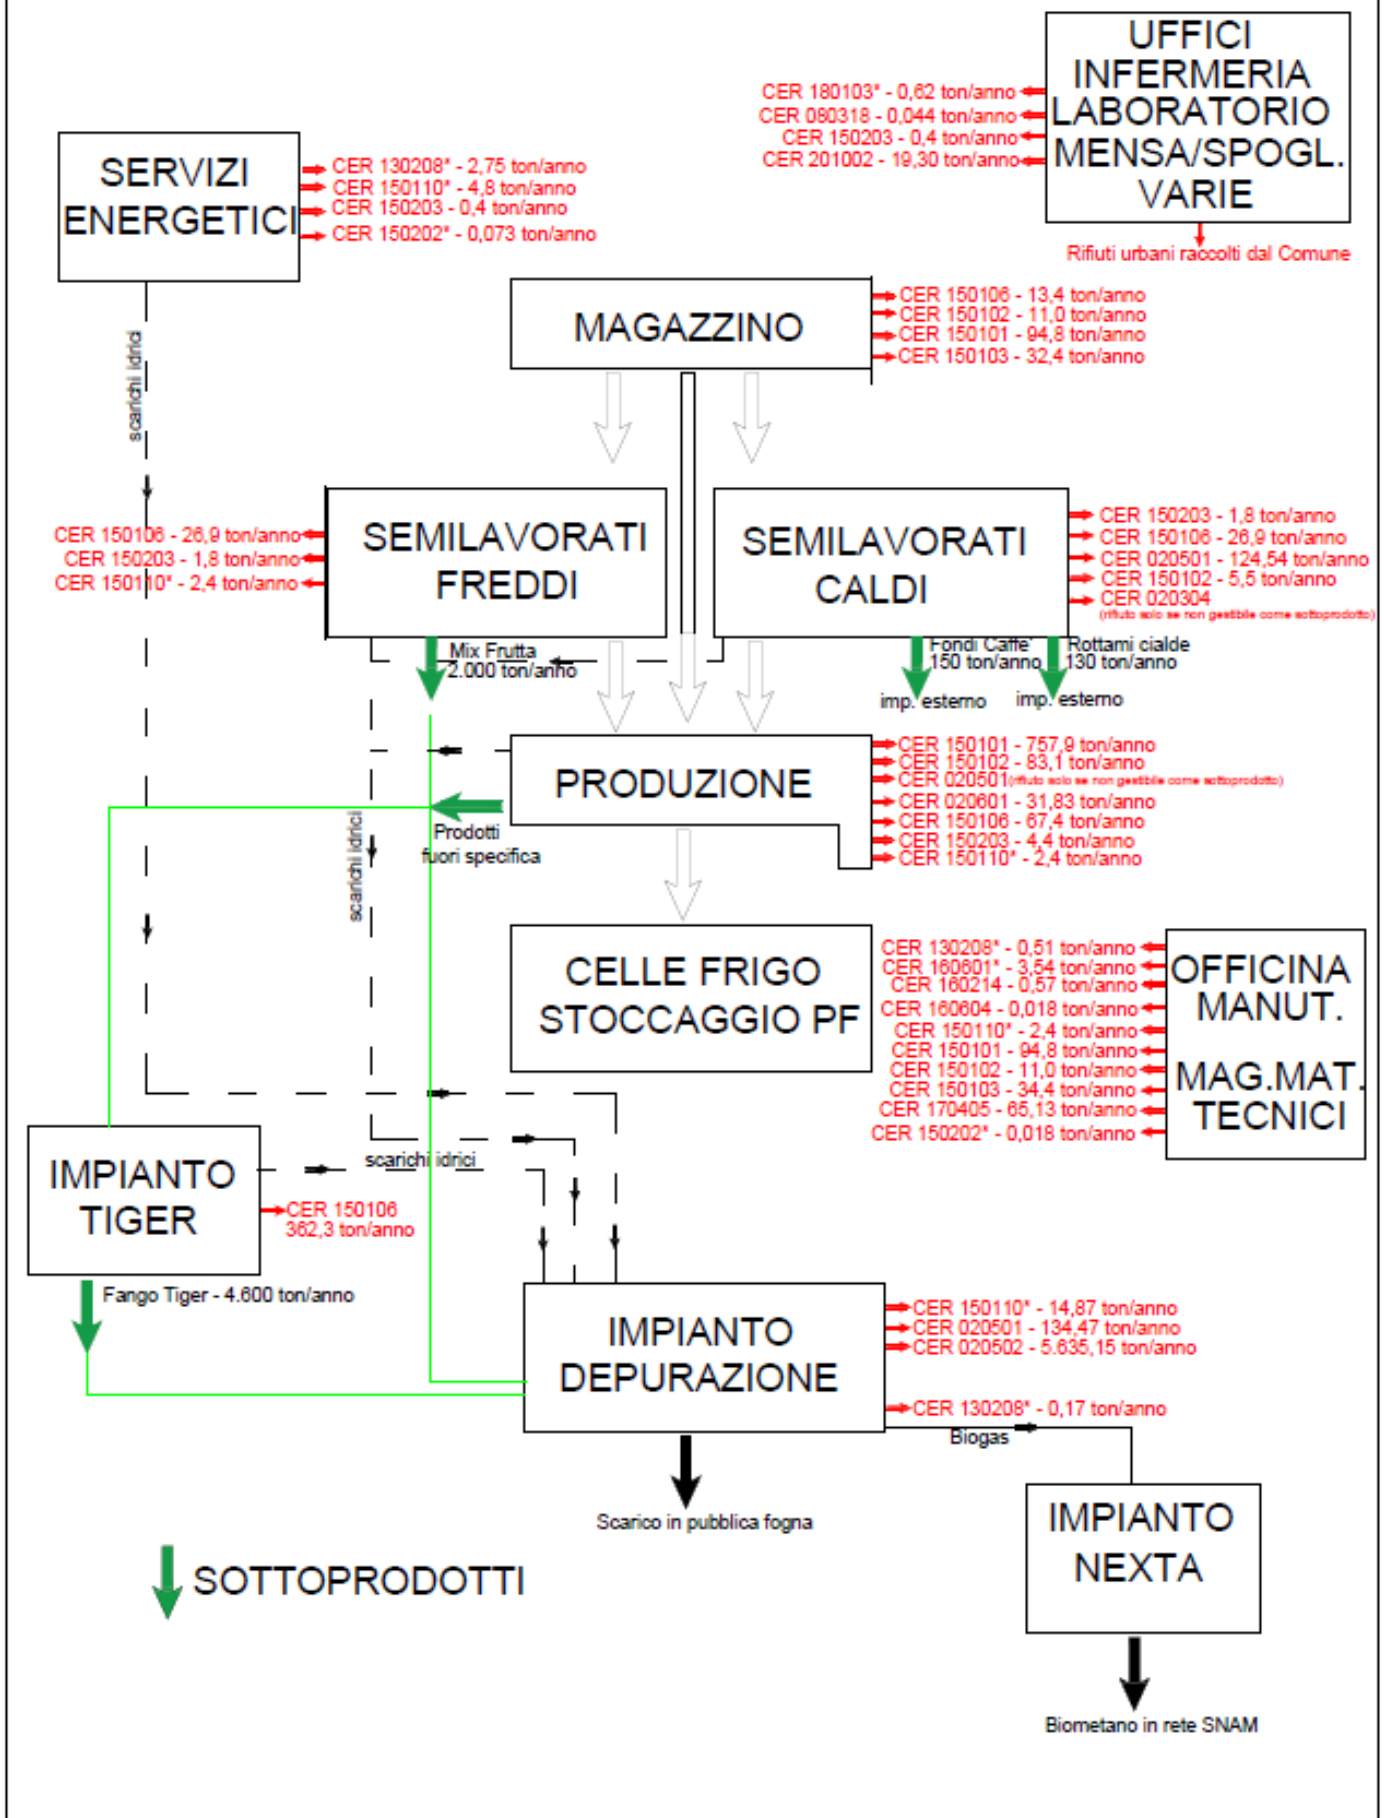 UFFICI
INFERMERIA
LABORATORIO
MENSA/SPOGL.
VARIE
CER 180103* - 0,62 ton/anno
CER 080318 - 0,044 ton/anno
CER 150203 - 0,4 ton/anno
CER 201002 - 19,30 ton/anno
Rifiuti urbani raccolti dal Comune
SERVIZI
ENERGETICI
CER 130208* - 2,75 ton/anno
CER 150110* - 4,8 ton/anno
CER 150203 - 0,4 ton/anno
CER 150202* - 0,073 ton/anno
scarichi idrici
MAGAZZINO
CER 150106 - 13,4 ton/anno
CER 150102 - 11,0 ton/anno
CER 150101 - 94,8 ton/anno
CER 150103 - 32,4 ton/anno
CER 150106 - 26,9 ton/anno
CER 150203 - 1,8 ton/anno
CER 150110* - 2,4 ton/anno
SEMILAVORATI
FREDDI
SEMILAVORATI
CALDI
CER 150203 - 1,8 ton/anno
CER 150106 - 26,9 ton/anno
CER 020501 - 124,54 ton/anno
CER 150102 - 5,5 ton/anno
CER 020304
(rifiuto solo se non gestibile come sottoprodotto)
Mix Frutta
2.000 ton/anno
Fondi Caffe'
150 ton/anno
imp. esterno
Rottami cialde
130 ton/anno
imp. esterno
PRODUZIONE
CER 150101 - 757,9 ton/anno
CER 150102 - 83,1 ton/anno
CER 020501 (rifiuto solo se non gestibile come sottoprodotto)
CER 020601 - 31,83 ton/anno
CER 150106 - 67,4 ton/anno
CER 150203 - 4,4 ton/anno
CER 150110* - 2,4 ton/anno
Prodotti
fuori specifica
scarichi idrici
CELLE FRIGO
STOCCAGGIO PF
CER 130208* - 0,51 ton/anno
CER 160601* - 3,54 ton/anno
CER 160214 - 0,57 ton/anno
CER 160604 - 0,018 ton/anno
CER 150110* - 2,4 ton/anno
CER 150101 - 94,8 ton/anno
CER 150102 - 11,0 ton/anno
CER 150103 - 34,4 ton/anno
CER 170405 - 65,13 ton/anno
CER 150202* - 0,018 ton/anno
OFFICINA
MANUT.
MAG.MAT.
TECNICI
IMPIANTO
TIGER
scarichi idrici
CER 150106
362,3 ton/anno
Fango Tiger - 4.600 ton/anno
IMPIANTO
DEPURAZIONE
CER 150110* - 14,87 ton/anno
CER 020501 - 134,47 ton/anno
CER 020502 - 5.635,15 ton/anno
CER 130208* - 0,17 ton/anno
Biogas
Scarico in pubblica fogna
IMPIANTO
NEXTA
SOTTOPRODOTTI
Biometano in rete SNAM